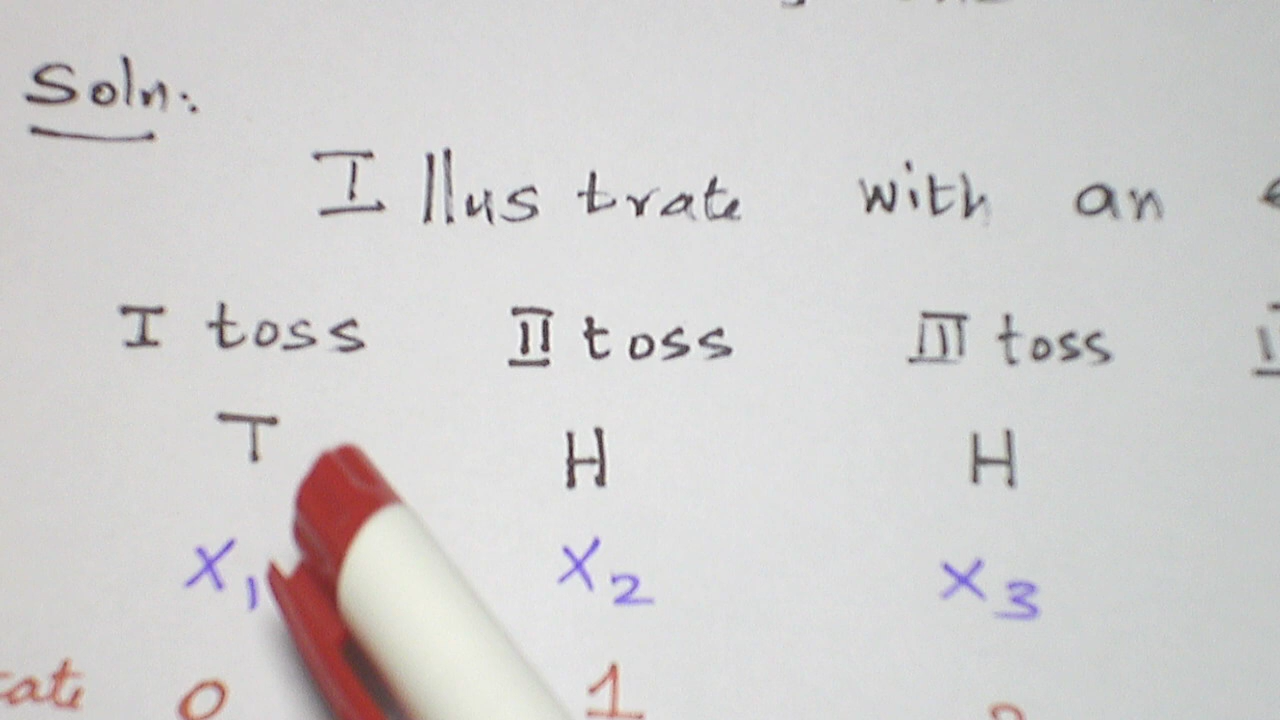 Soln:
Illustrate with an
I toss II toss III toss
T H H
X1 X2 X3
0 1